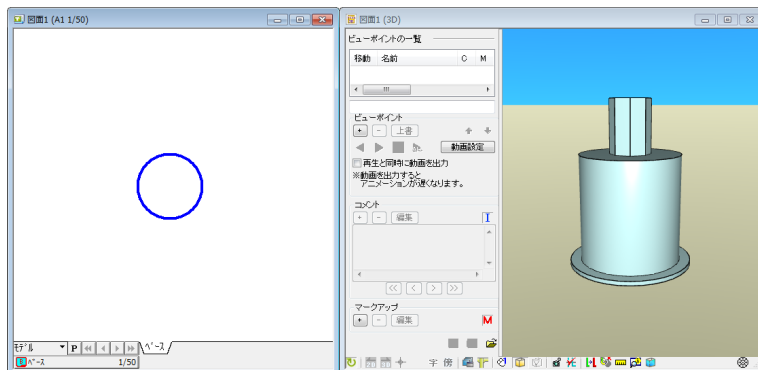 図面1 (A1 1/50)
モデル
P
ベース
B ベース 1/50
図面1 (3D)
ビューポイントの一覧
移動 名前 C M
ビューポイント
+ - 上書
動画設定
再生と同時に動画を出力
※動画を出力すると
アニメーションが遅くなります。
コメント
+ - 編集 I
<< < > >>
マークアップ
+ - 編集 M
字 傍